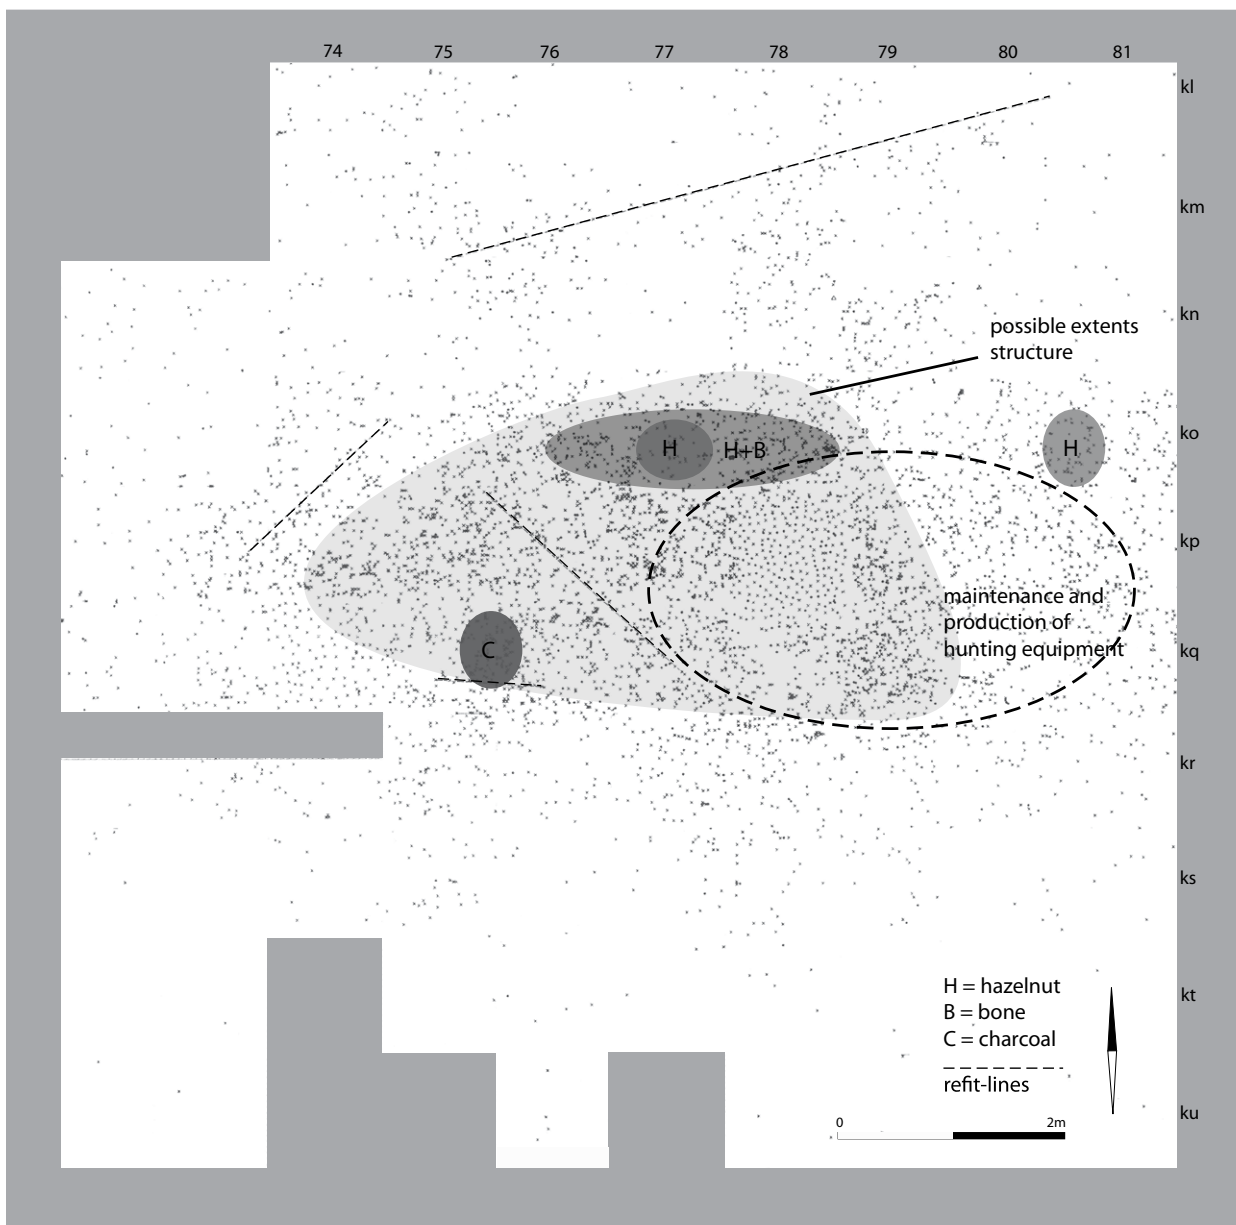 74 75 76 77 78 79 80 81
kl
km
kn
possible extents
structure
ko
H H+B H
kp
maintenance and
production of
hunting equipment
C
kq
kr
ks
H = hazelnut
B = bone
C = charcoal
kt
refit-lines
ku
0 2m